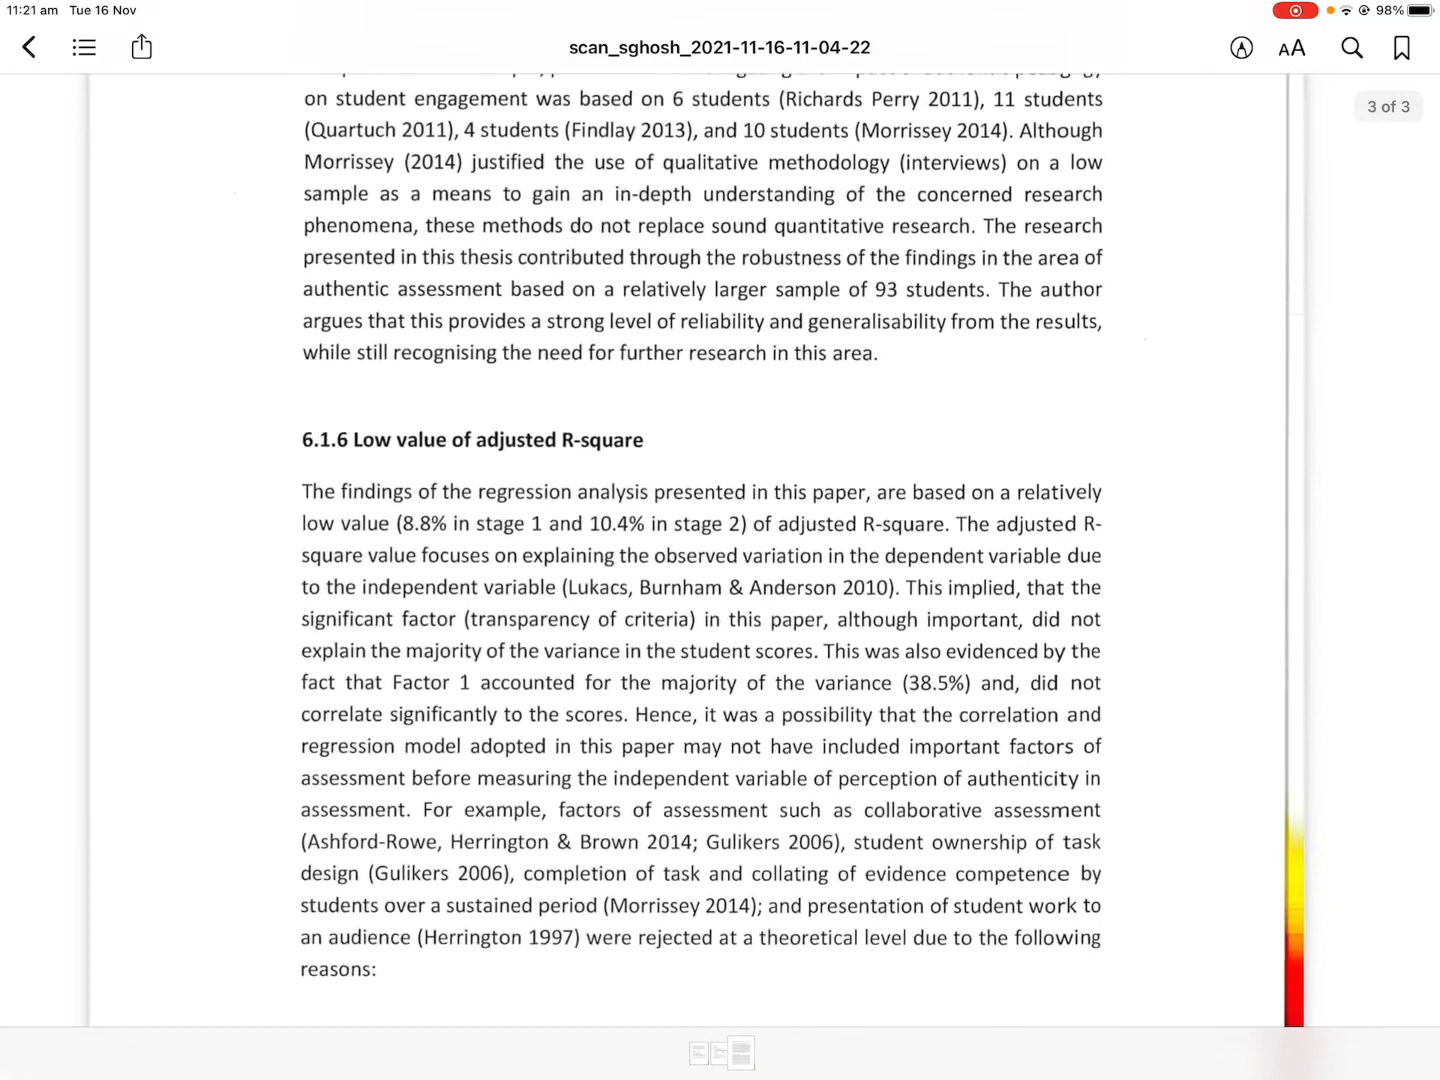 11:21 am Tue 16 Nov
98%
scan_sghosh_2021-11-16-11-04-22
AA
3 of 3
on student engagement was based on 6 students (Richards Perry 2011), 11 students
(Quartuch 2011), 4 students (Findlay 2013), and 10 students (Morrissey 2014). Although
Morrissey (2014) justified the use of qualitative methodology (interviews) on a low
sample as a means to gain an in-depth understanding of the concerned research
phenomena, these methods do not replace sound quantitative research. The research
presented in this thesis contributed through the robustness of the findings in the area of
authentic assessment based on a relatively larger sample of 93 students. The author
argues that this provides a strong level of reliability and generalisability from the results,
while still recognising the need for further research in this area.
6.1.6 Low value of adjusted R-square
The findings of the regression analysis presented in this paper, are based on a relatively
low value (8.8% in stage 1 and 10.4% in stage 2) of adjusted R-square. The adjusted R-
square value focuses on explaining the observed variation in the dependent variable due
to the independent variable (Lukacs, Burnham & Anderson 2010). This implied, that the
significant factor (transparency of criteria) in this paper, although important, did not
explain the majority of the variance in the student scores. This was also evidenced by the
fact that Factor 1 accounted for the majority of the variance (38.5%) and, did not
correlate significantly to the scores. Hence, it was a possibility that the correlation and
regression model adopted in this paper may not have included important factors of
assessment before measuring the independent variable of perception of authenticity in
assessment. For example, factors of assessment such as collaborative assessment
(Ashford-Rowe, Herrington & Brown 2014; Gulikers 2006), student ownership of task
design (Gulikers 2006), completion of task and collating of evidence competence by
students over a sustained period (Morrissey 2014); and presentation of student work to
an audience (Herrington 1997) were rejected at a theoretical level due to the following
reasons: